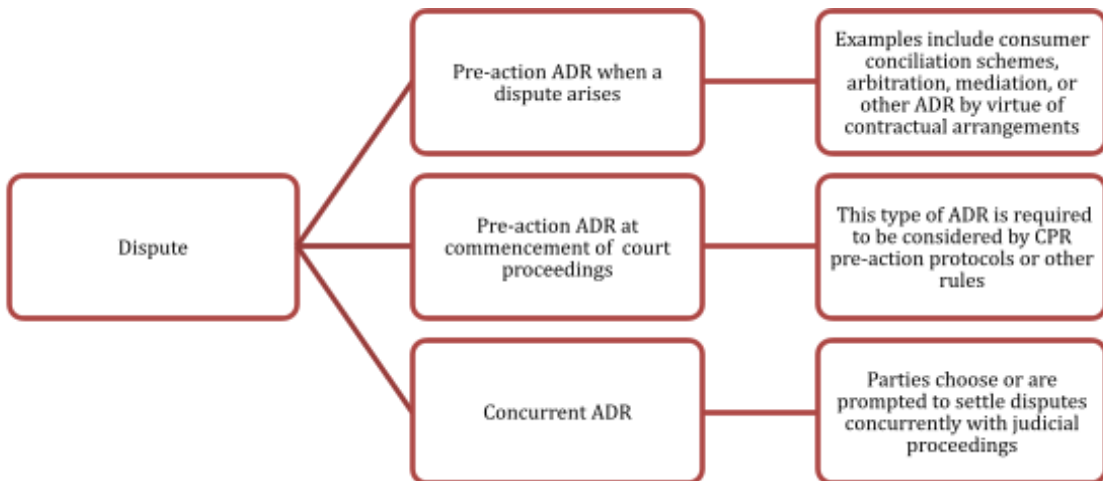 Dispute
Pre-action ADR when a
dispute arises
Examples include consumer
conciliation schemes,
arbitration, mediation, or
other ADR by virtue of
contractual arrangements
Pre-action ADR at
commencement of court
proceedings
This type of ADR is required
to be considered by CPR
pre-action protocols or other
rules
Concurrent ADR
Parties choose or are
prompted to settle disputes
concurrently with judicial
proceedings